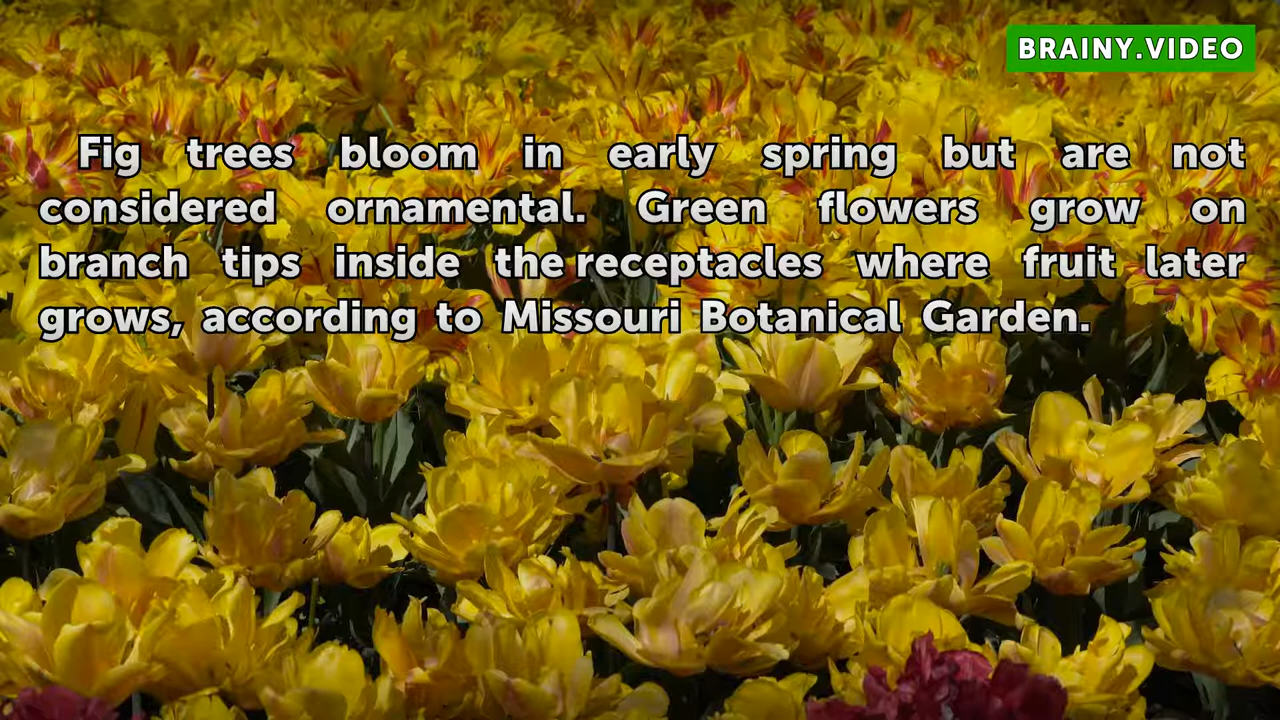 BRAINY.VIDEO
Fig trees bloom in early spring but are not
considered ornamental. Green flowers grow on
branch tips inside the receptacles where fruit later
grows, according to Missouri Botanical Garden.